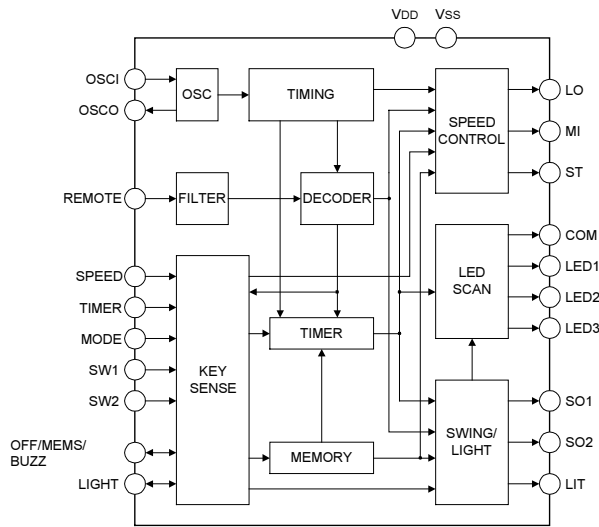 VDD VSS
OSCI
OSCO
OSC
TIMING
SPEED
CONTROL
LO
MI
ST
REMOTE
FILTER
DECODER
COM
LED1
LED2
LED3
LED
SCAN
SPEED
TIMER
MODE
SW1
SW2
OFF/MEMS/
BUZZ
LIGHT
KEY
SENSE
TIMER
MEMORY
SWING/
LIGHT
SO1
SO2
LIT